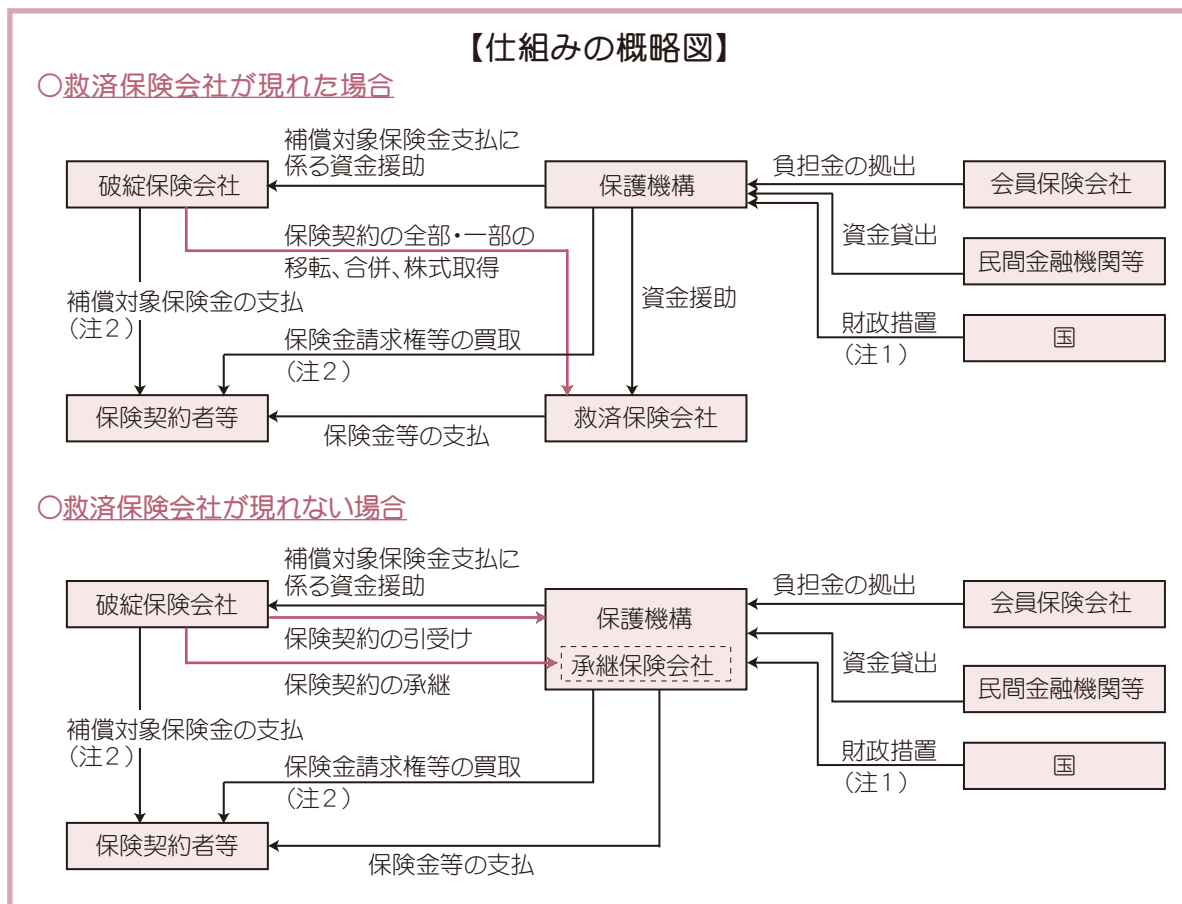 【仕組みの概略図】
○救済保険会社が現れた場合
補償対象保険金支払に
係る資金援助
負担金の拠出
破綻保険会社
保護機構
会員保険会社
保険契約の全部・一部の
移転、合併、株式取得
資金貸出
民間金融機関等
補償対象保険金の支払
(注2)
資金援助
保険金請求権等の買取
(注2)
財政措置
(注1)
国
保険契約者等
救済保険会社
保険金等の支払
○救済保険会社が現れない場合
補償対象保険金支払に
係る資金援助
負担金の拠出
破綻保険会社
保護機構
会員保険会社
保険契約の引受け
承継保険会社
資金貸出
保険契約の承継
民間金融機関等
補償対象保険金の支払
(注2)
保険金請求権等の買取
(注2)
財政措置
(注1)
国
保険契約者等
保険金等の支払